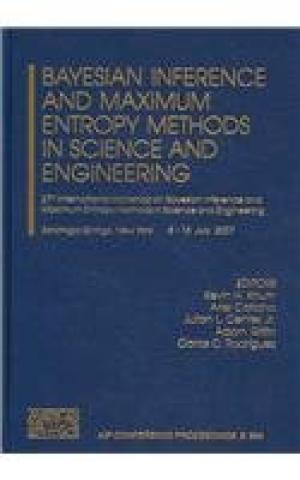 BAYESIAN INFERENCE
AND MAXIMUM
ENTROPY METHODS
IN SCIENCE AND
ENGINEERING
27th International Workshop on Bayesian Inference and
Maximum Entropy Methods in Science and Engineering
Saratoga Springs, New York 8 - 13 July 2007
EDITORS
Kevin H. Knuth
Ariel Caticha
Julian L. Center, Jr.
Adom Giffin
Carlos C. Rodríguez
AIP CONFERENCE PROCEEDINGS